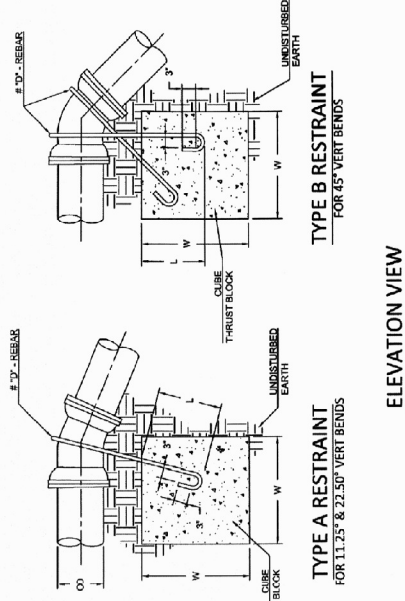 # "D" - REBAR
3"
3"
UNDISTURBED
EARTH
L
W
W
CUBE
THRUST BLOCK
TYPE B RESTRAINT
FOR 45° VERT BENDS
# "D" - REBAR
L
3"
3"
UNDISTURBED
EARTH
W
W
CUBE
BLOCK
TYPE A RESTRAINT
FOR 11.25° & 22.50° VERT BENDS
ELEVATION VIEW